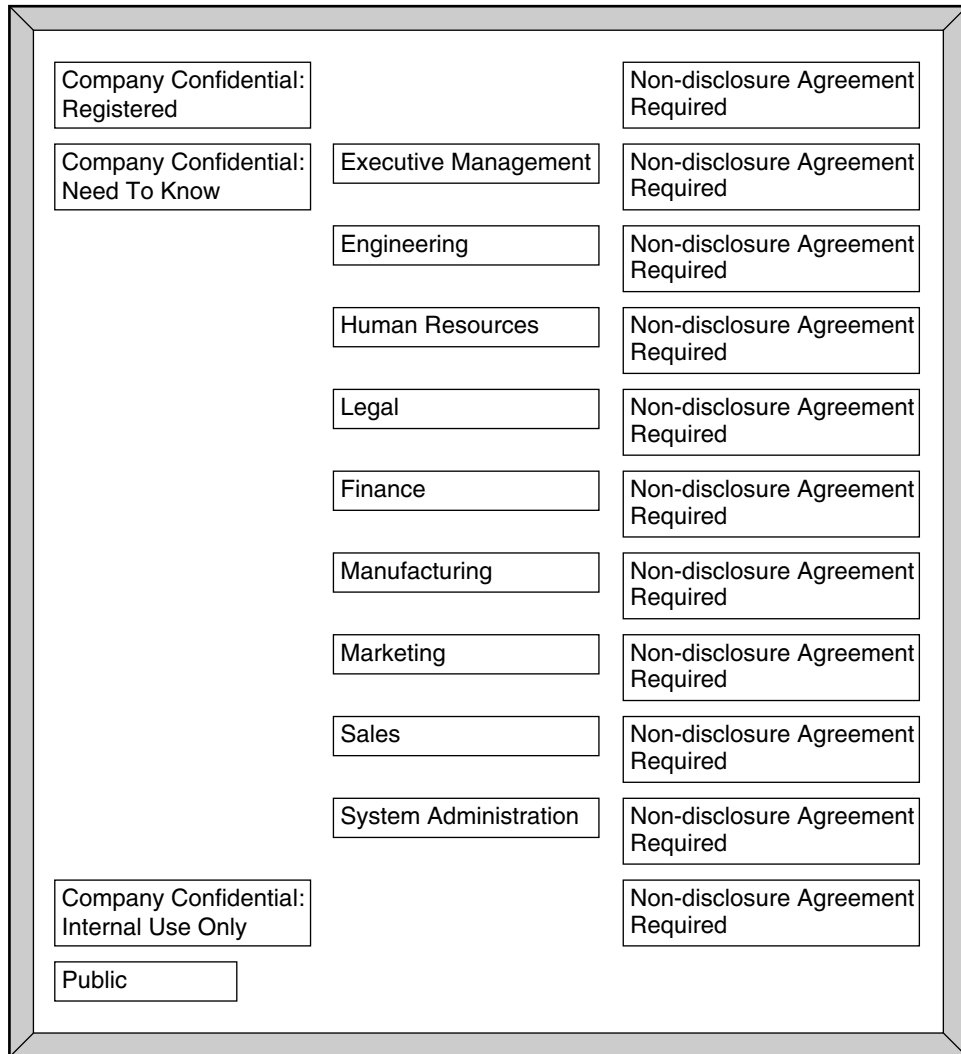 Company Confidential:
Registered
Non-disclosure Agreement
Required
Company Confidential:
Need To Know
Executive Management
Non-disclosure Agreement
Required
Engineering
Non-disclosure Agreement
Required
Human Resources
Non-disclosure Agreement
Required
Legal
Non-disclosure Agreement
Required
Finance
Non-disclosure Agreement
Required
Manufacturing
Non-disclosure Agreement
Required
Marketing
Non-disclosure Agreement
Required
Sales
Non-disclosure Agreement
Required
System Administration
Non-disclosure Agreement
Required
Company Confidential:
Internal Use Only
Non-disclosure Agreement
Required
Public